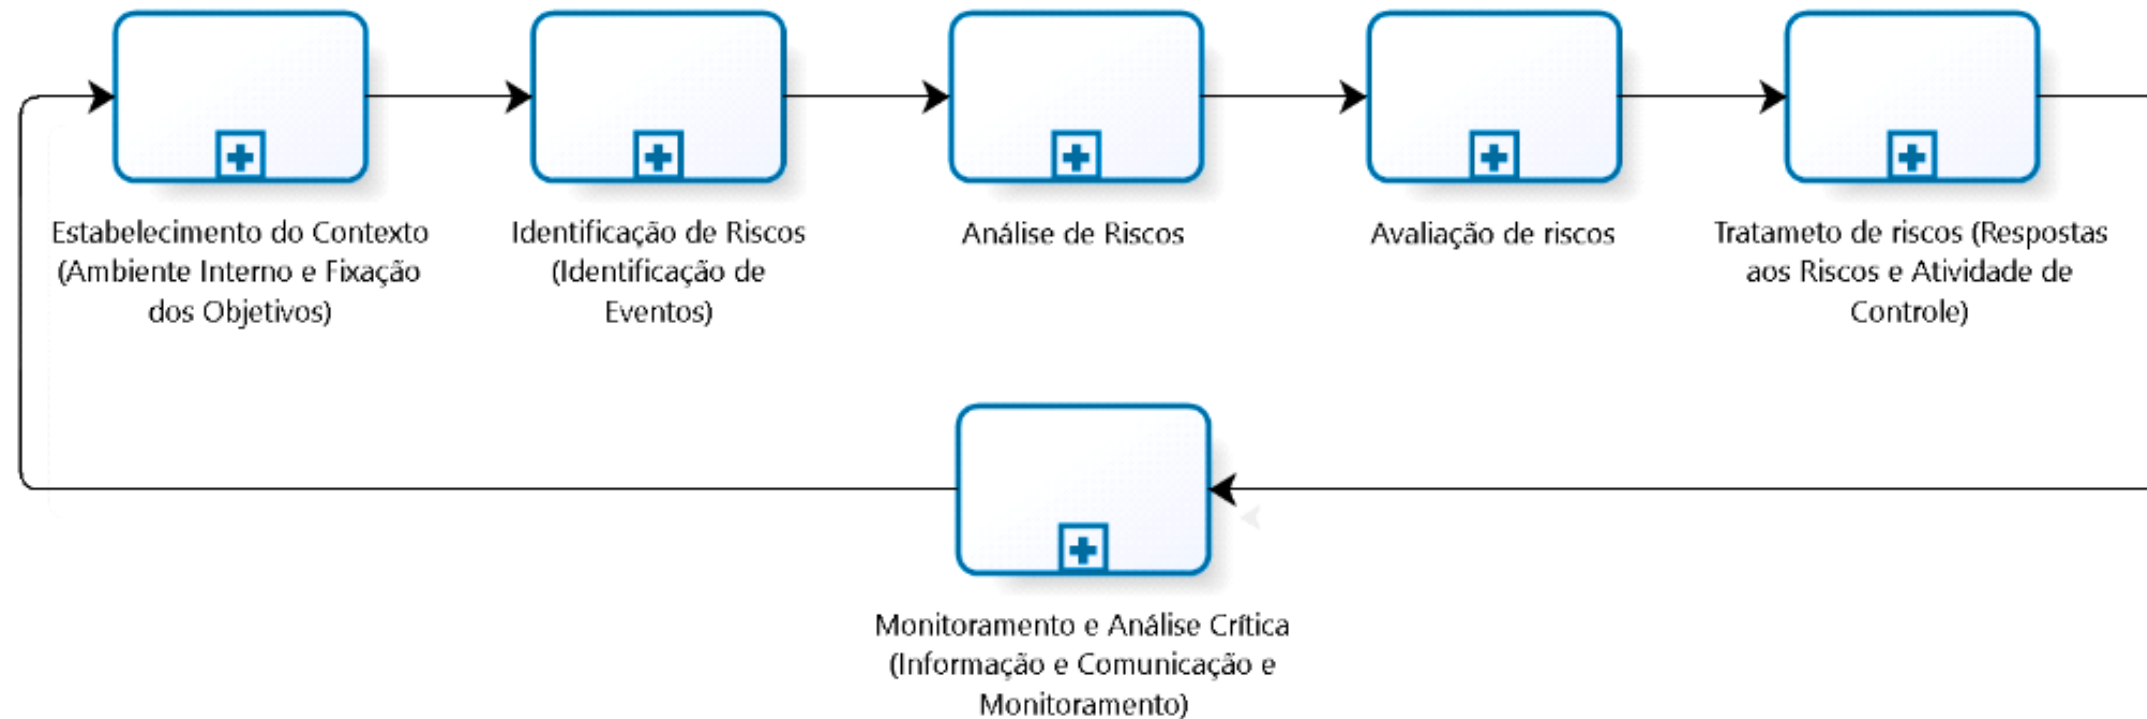 Estabelecimento do Contexto
(Ambiente Interno e Fixação
dos Objetivos)
Identificação de Riscos
(Identificação de
Eventos)
Análise de Riscos
Avaliação de riscos
Tratameto de riscos (Respostas
aos Riscos e Atividade de
Controle)
Monitoramento e Análise Crítica
(Informação e Comunicação e
Monitoramento)